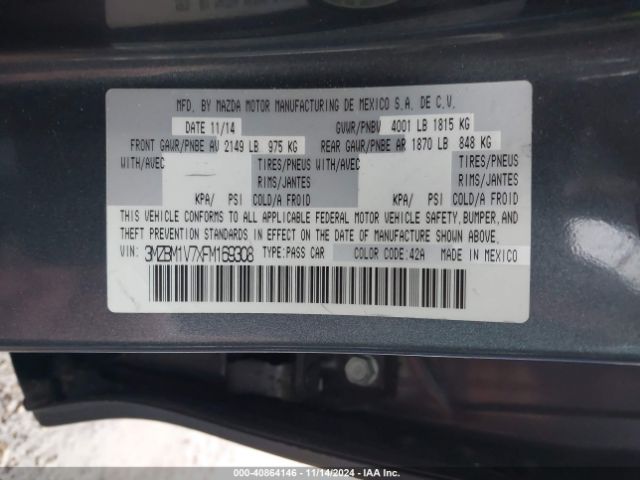 MFD. BY MAZDA MOTOR MANUFACTURING DE MEXICO S.A. DE C.V.
DATE 11/14 GVWR/PNBV 4001 LB 1815 KG
FRONT GAWR/PNBE AV 2149 LB 975 KG REAR GAWR/PNBE AR 1870 LB 848 KG
WITH/AVEC TIRES/PNEUS WITH/AVEC TIRES/PNEUS
RIMS/JANTES RIMS/JANTES
KPA/ PSI COLD/A FROID KPA/ PSI COLD/A FROID
THIS VEHICLE CONFORMS TO ALL APPLICABLE FEDERAL MOTOR VEHICLE SAFETY, BUMPER, AND
THEFT PREVENTION STANDARDS IN EFFECT ON THE DATE OF MANUFACTURE SHOWN ABOVE.
VIN: 3MZBM1V7XFM169308 TYPE:PASS CAR COLOR CODE:42A MADE IN MEXICO
IAA
Stock #: 40864146 - 11/14/2024 - IAA Inc.